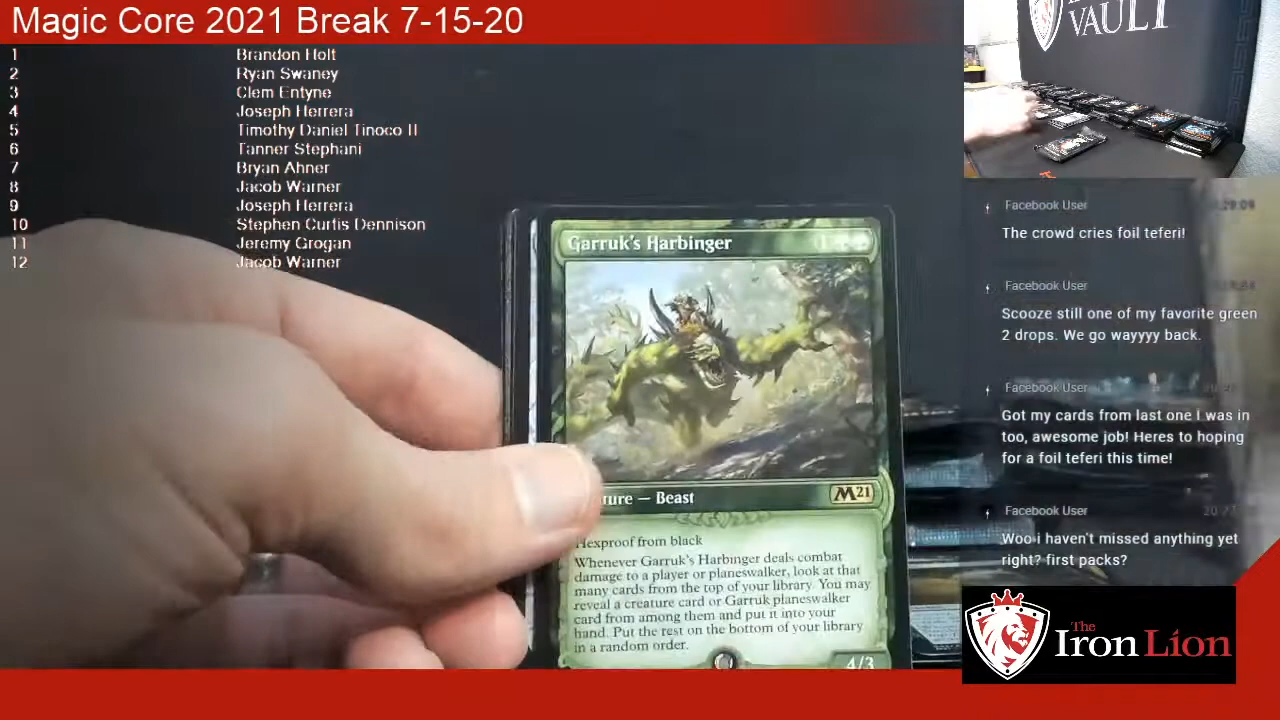 Magic Core 2021 Break 7-15-20
1 Brandon Holt
2 Ryan Swaney
3 Clem Entyne
4 Joseph Herrera
5 Timothy Daniel Tinoco II
6 Tanner Stephani
7 Bryan Ahner
8 Jacob Warner
9 Joseph Herrera
10 Stephen Curtis Dennison
11 Jeremy Grogan
12 Jacob Warner
Garruk's Harbinger
Beast
M21
Hexproof from black
Whenever Garruk's Harbinger deals combat
damage to a player or planeswalker, look at that
many cards from the top of your library. You may
reveal a creature card or Garruk planeswalker
card from among them and put it into your
hand. Put the rest on the bottom of your library
in a random order.
4/3
VAULT
Facebook User
The crowd cries foil teferi!
Facebook User
Scooze still one of my favorite green
2 drops. We go wayyyy back.
Facebook User
Got my cards from last one I was in
too, awesome job! Heres to hoping
for a foil teferi this time!
Facebook User
Woo i haven't missed anything yet
right? first packs?
The
Iron Lion